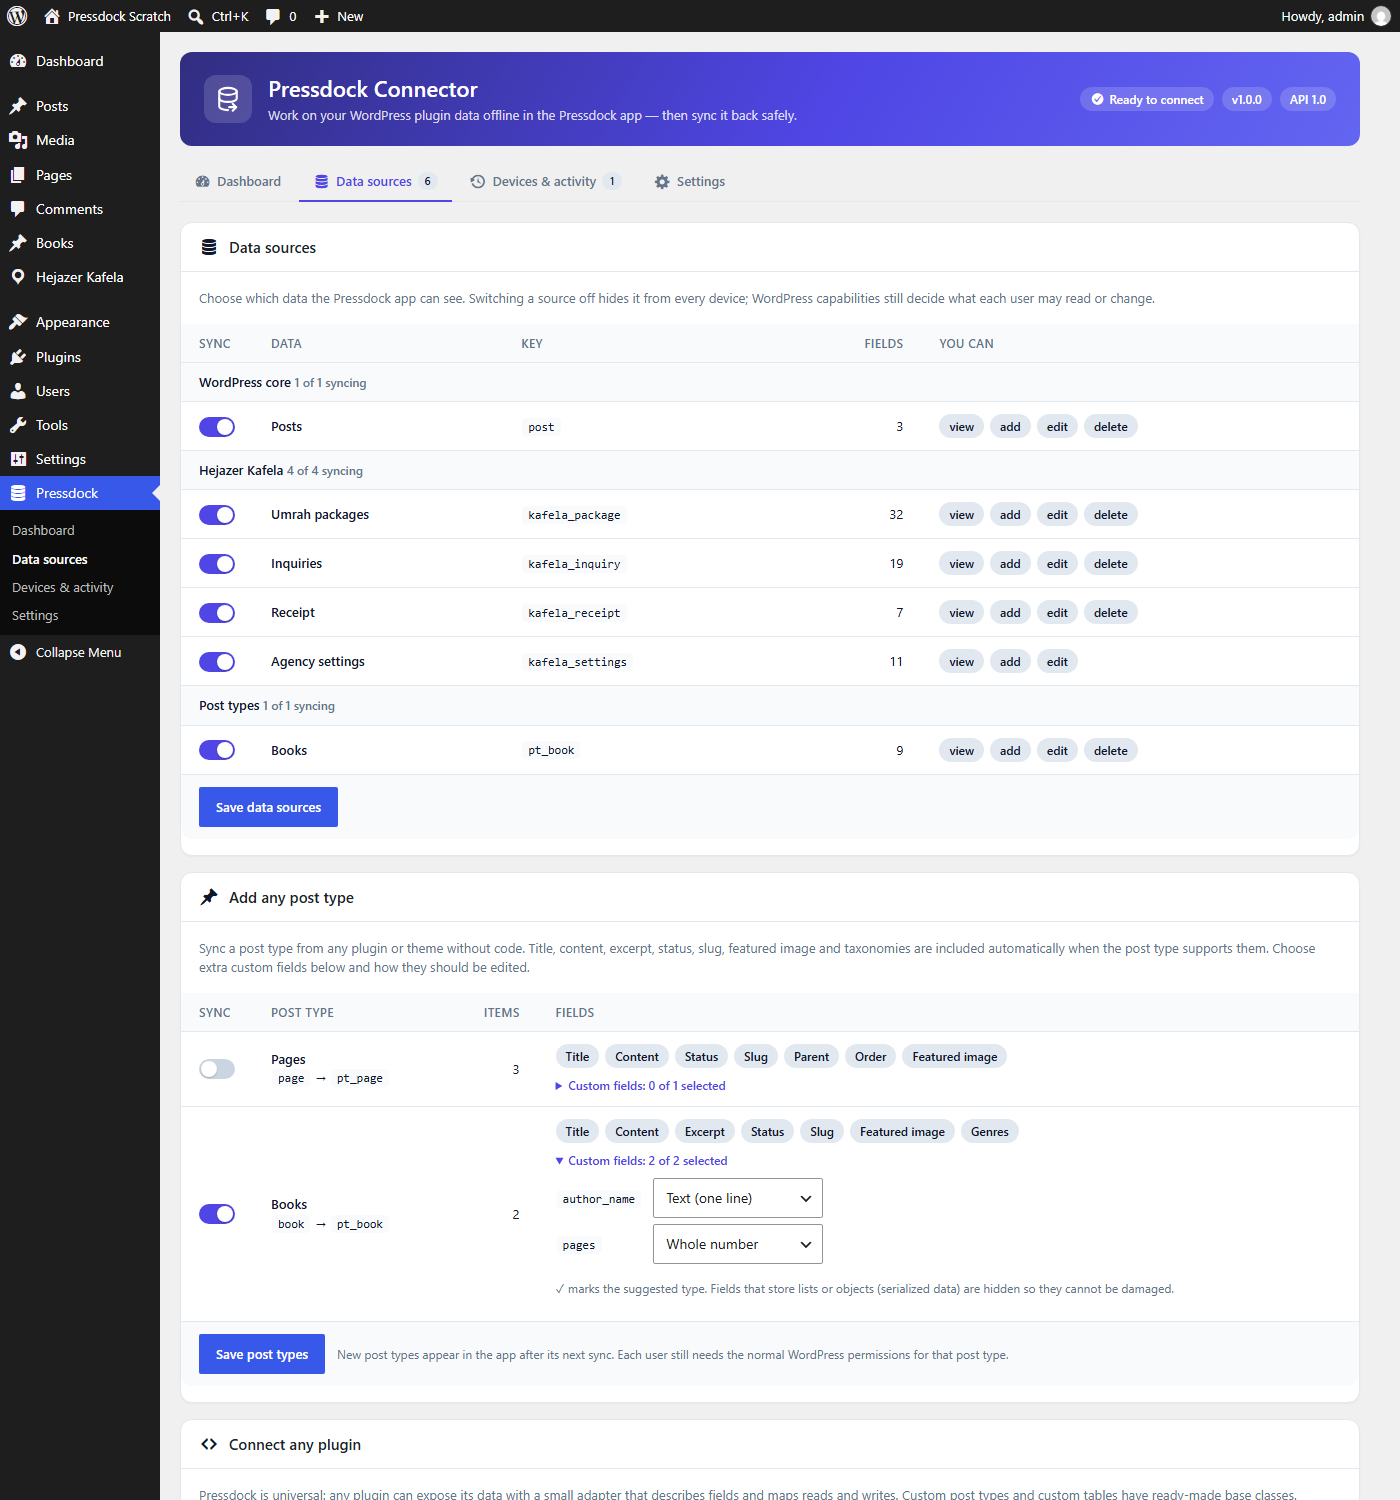 Pressdock Scratch Ctrl+K 0 New Howdy, admin
Dashboard
Posts
Media
Pages
Comments
Books
Hejazer Kafela
Appearance
Plugins
Users
Tools
Settings
Pressdock
Dashboard
Data sources
Devices & activity
Settings
Collapse Menu
Pressdock Connector
Work on your WordPress plugin data offline in the Pressdock app — then sync it back safely.
Ready to connect v1.0.0 API 1.0
Dashboard Data sources 6 Devices & activity 1 Settings
Data sources
Choose which data the Pressdock app can see. Switching a source off hides it from every device; WordPress capabilities still decide what each user may read or change.
SYNC DATA KEY FIELDS YOU CAN
WordPress core 1 of 1 syncing
Posts post 3 view add edit delete
Hejazer Kafela 4 of 4 syncing
Umrah packages kafela_package 32 view add edit delete
Inquiries kafela_inquiry 19 view add edit delete
Receipt kafela_receipt 7 view add edit delete
Agency settings kafela_settings 11 view add edit
Post types 1 of 1 syncing
Books pt_book 9 view add edit delete
Save data sources
Add any post type
Sync a post type from any plugin or theme without code. Title, content, excerpt, status, slug, featured image and taxonomies are included automatically when the post type supports them. Choose
extra custom fields below and how they should be edited.
SYNC POST TYPE ITEMS FIELDS
Pages
page → pt_page
3
Title Content Status Slug Parent Order Featured image
Custom fields: 0 of 1 selected
Books
book → pt_book
2
Title Content Excerpt Status Slug Featured image Genres
Custom fields: 2 of 2 selected
author_name Text (one line)
pages Whole number
✓ marks the suggested type. Fields that store lists or objects (serialized data) are hidden so they cannot be damaged.
Save post types New post types appear in the app after its next sync. Each user still needs the normal WordPress permissions for that post type.
Connect any plugin
Pressdock is universal: any plugin can expose its data with a small adapter that describes fields and maps reads and writes. Custom post types and custom tables have ready-made base classes.